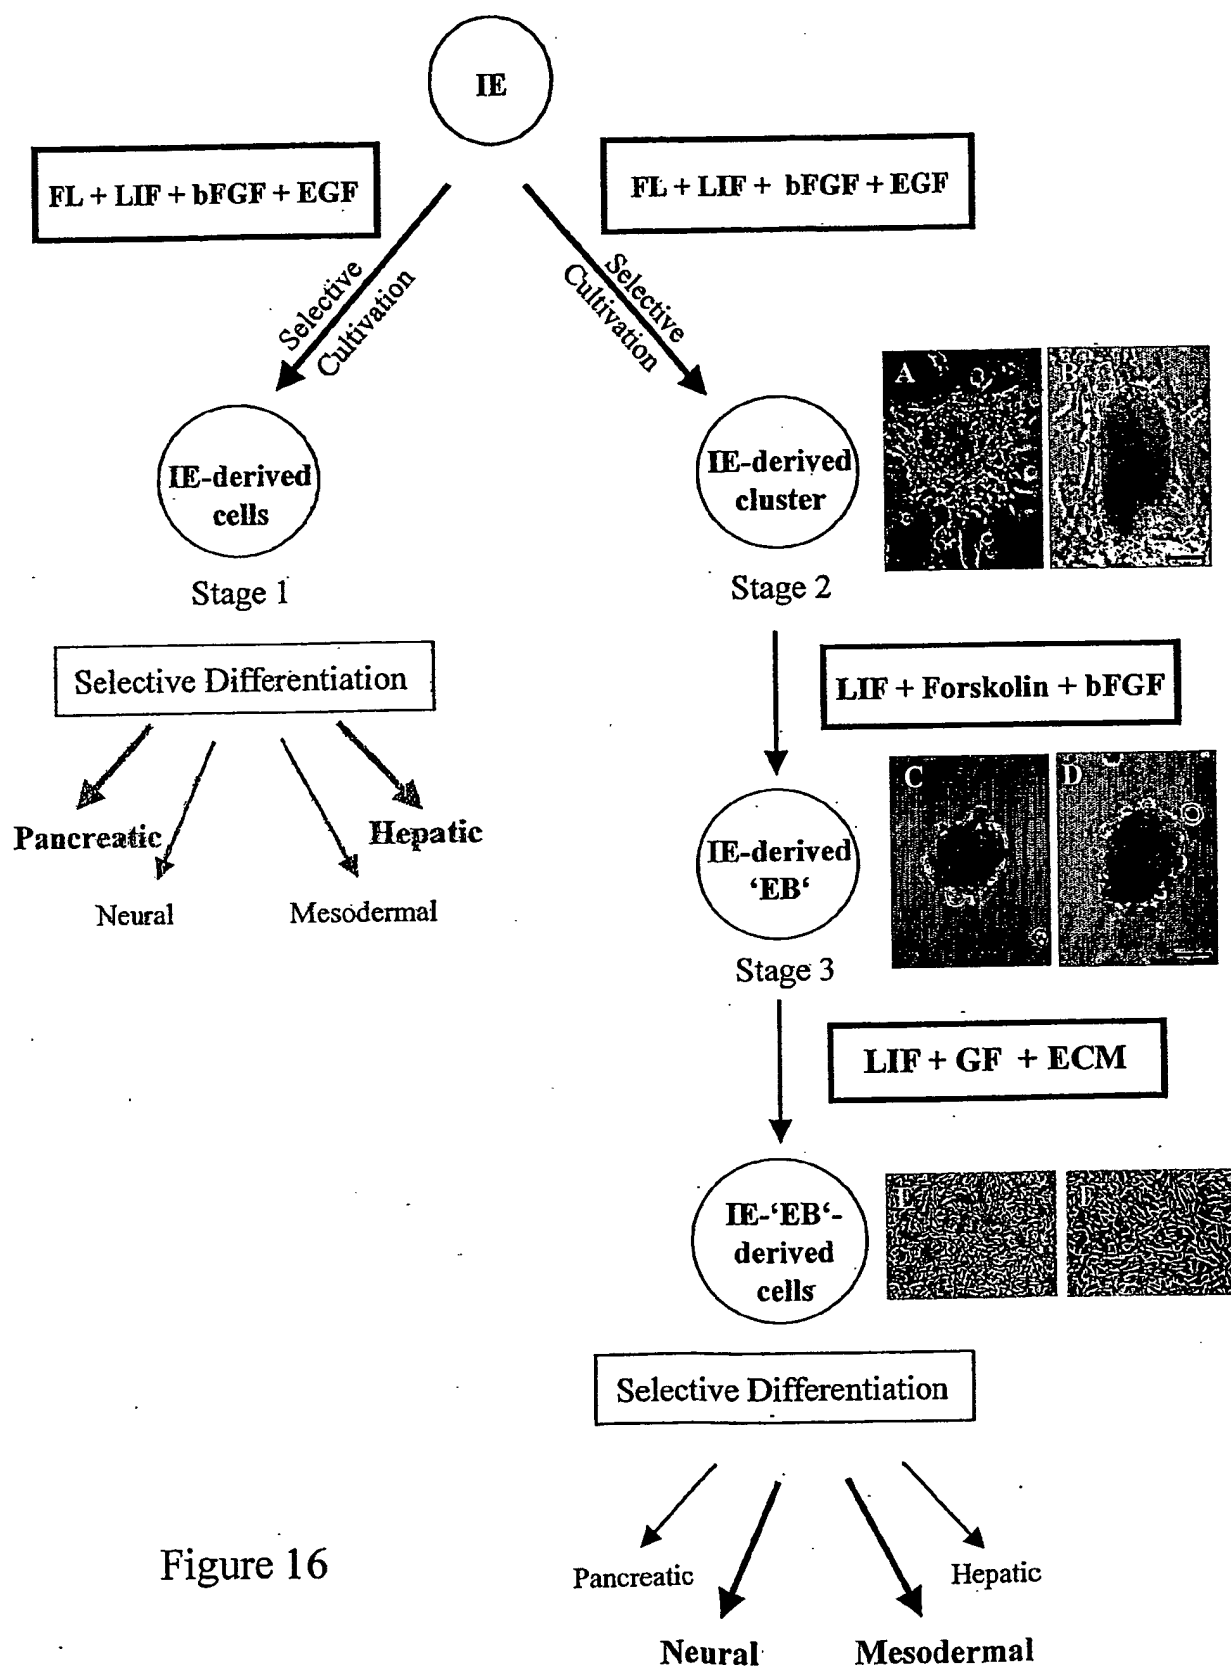 IE
FL + LIF + bFGF + EGF
FL + LIF + bFGF + EGF
Selective
Cultivation
Selective
Cultivation
IE-derived
cells
Stage 1
IE-derived
cluster
Stage 2
A
B
Selective Differentiation
Pancreatic
Hepatic
Neural
Mesodermal
LIF + Forskolin + bFGF
IE-derived
‘EB‘
Stage 3
C
D
LIF + GF + ECM
IE-‘EB‘-
derived
cells
E
F
Selective Differentiation
Pancreatic
Hepatic
Neural
Mesodermal
Figure 16